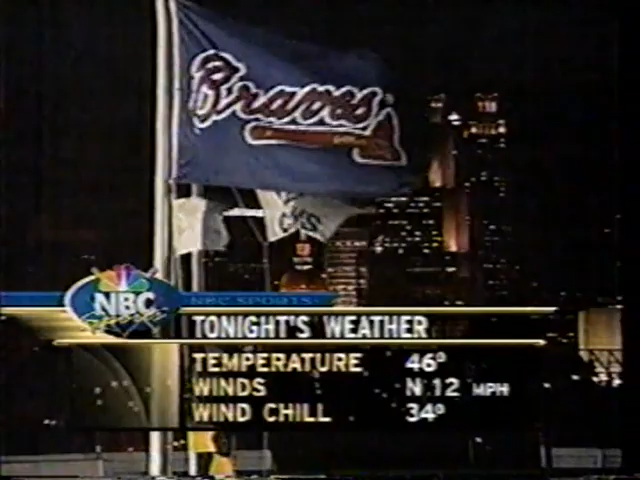 Braves
NBC
NBC SPORTS
TONIGHT'S WEATHER
TEMPERATURE 46°
WINDS N 12 MPH
WIND CHILL 34°